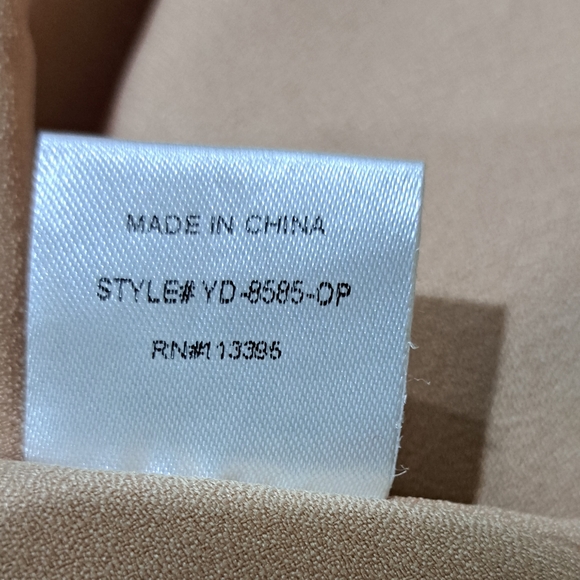 MADE IN CHINA
STYLE# YD-8585-OP
RN#113395